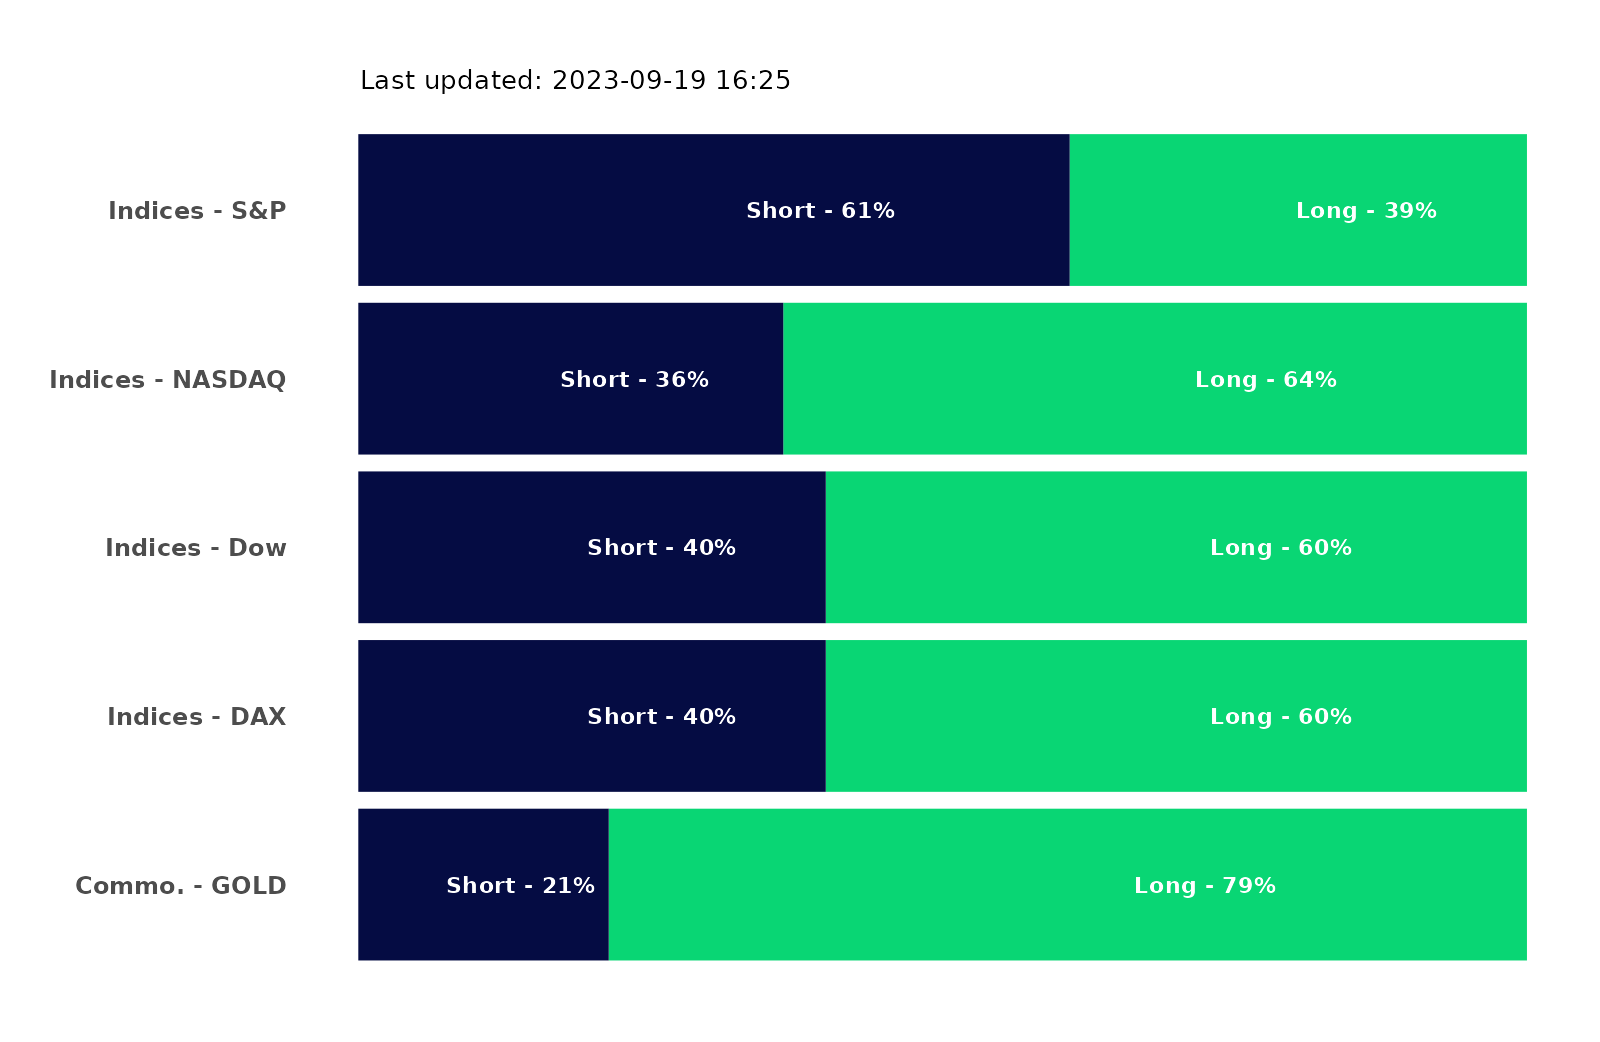 Last updated: 2023-09-19 16:25
Indices - S&P Short - 61% Long - 39%
Indices - NASDAQ Short - 36% Long - 64%
Indices - Dow Short - 40% Long - 60%
Indices - DAX Short - 40% Long - 60%
Commo. - GOLD Short - 21% Long - 79%